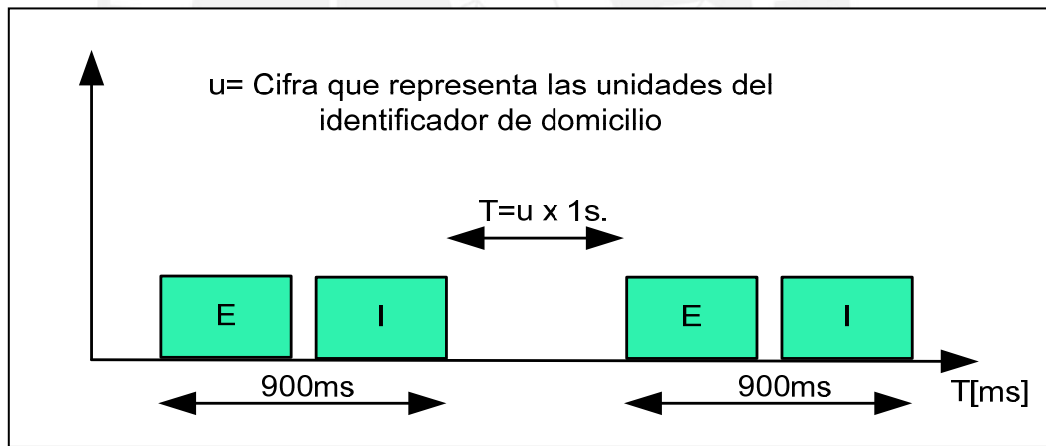 u= Cifra que representa las unidades del
identificador de domicilio
T=u x 1s.
E
I
E
I
900ms
900ms
T[ms]